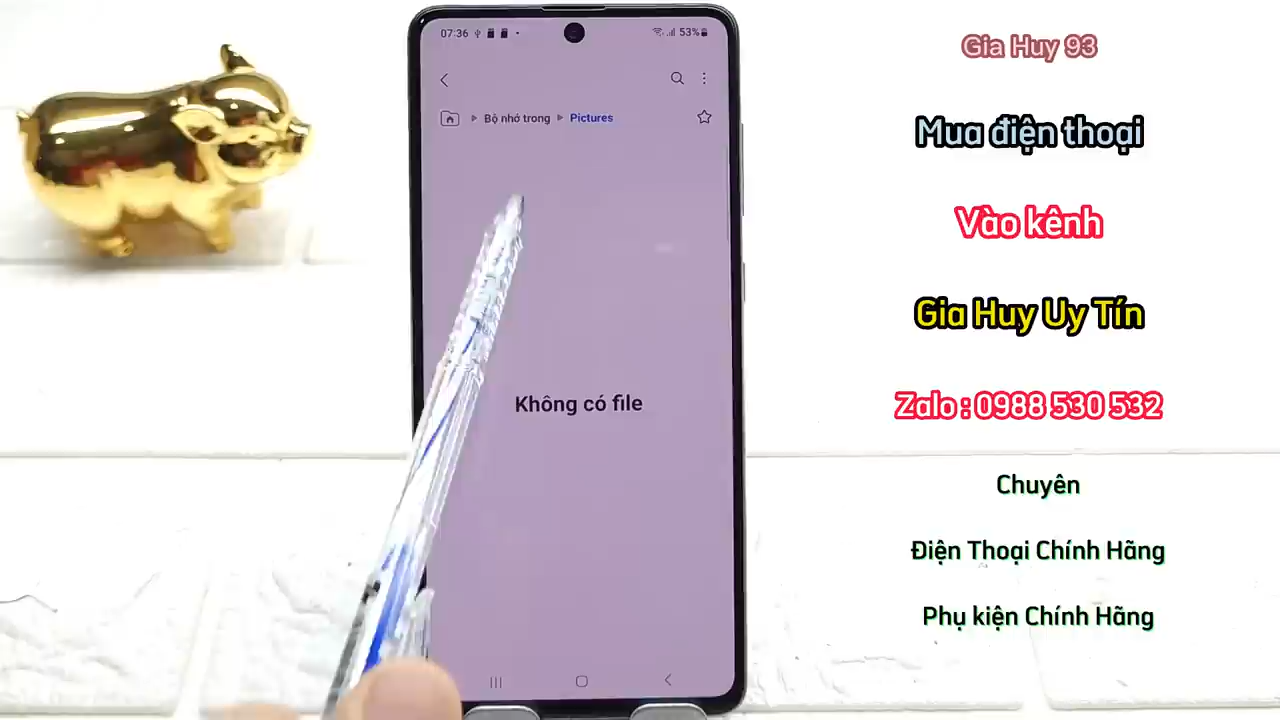 07:36
53%
Bộ nhớ trong
Pictures
Không có file
Gia Huy 93
Mua điện thoại
Vào kênh
Gia Huy Uy Tín
Zalo : 0988 530 532
Chuyên
Điện Thoại Chính Hãng
Phụ kiện Chính Hãng